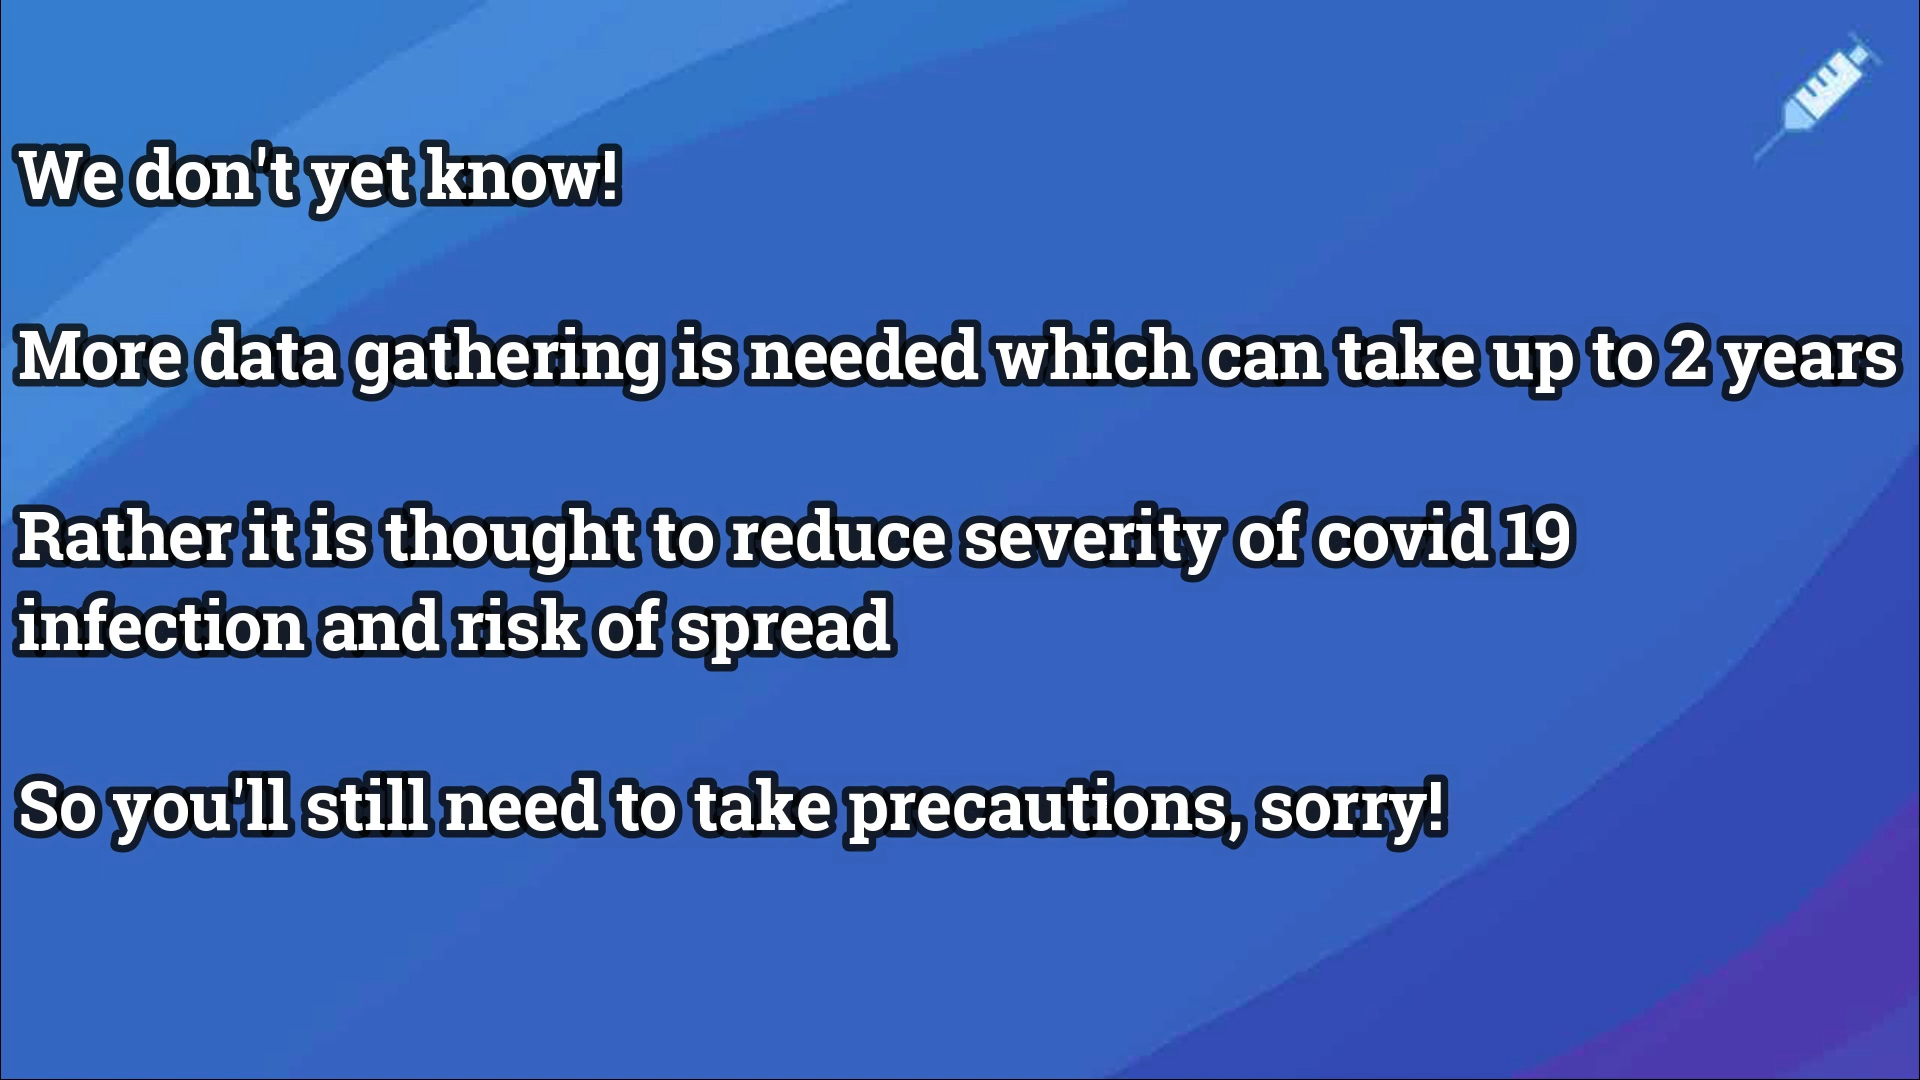 We don't yet know!
More data gathering is needed which can take up to 2 years
Rather it is thought to reduce severity of covid 19
infection and risk of spread
So you'll still need to take precautions, sorry!